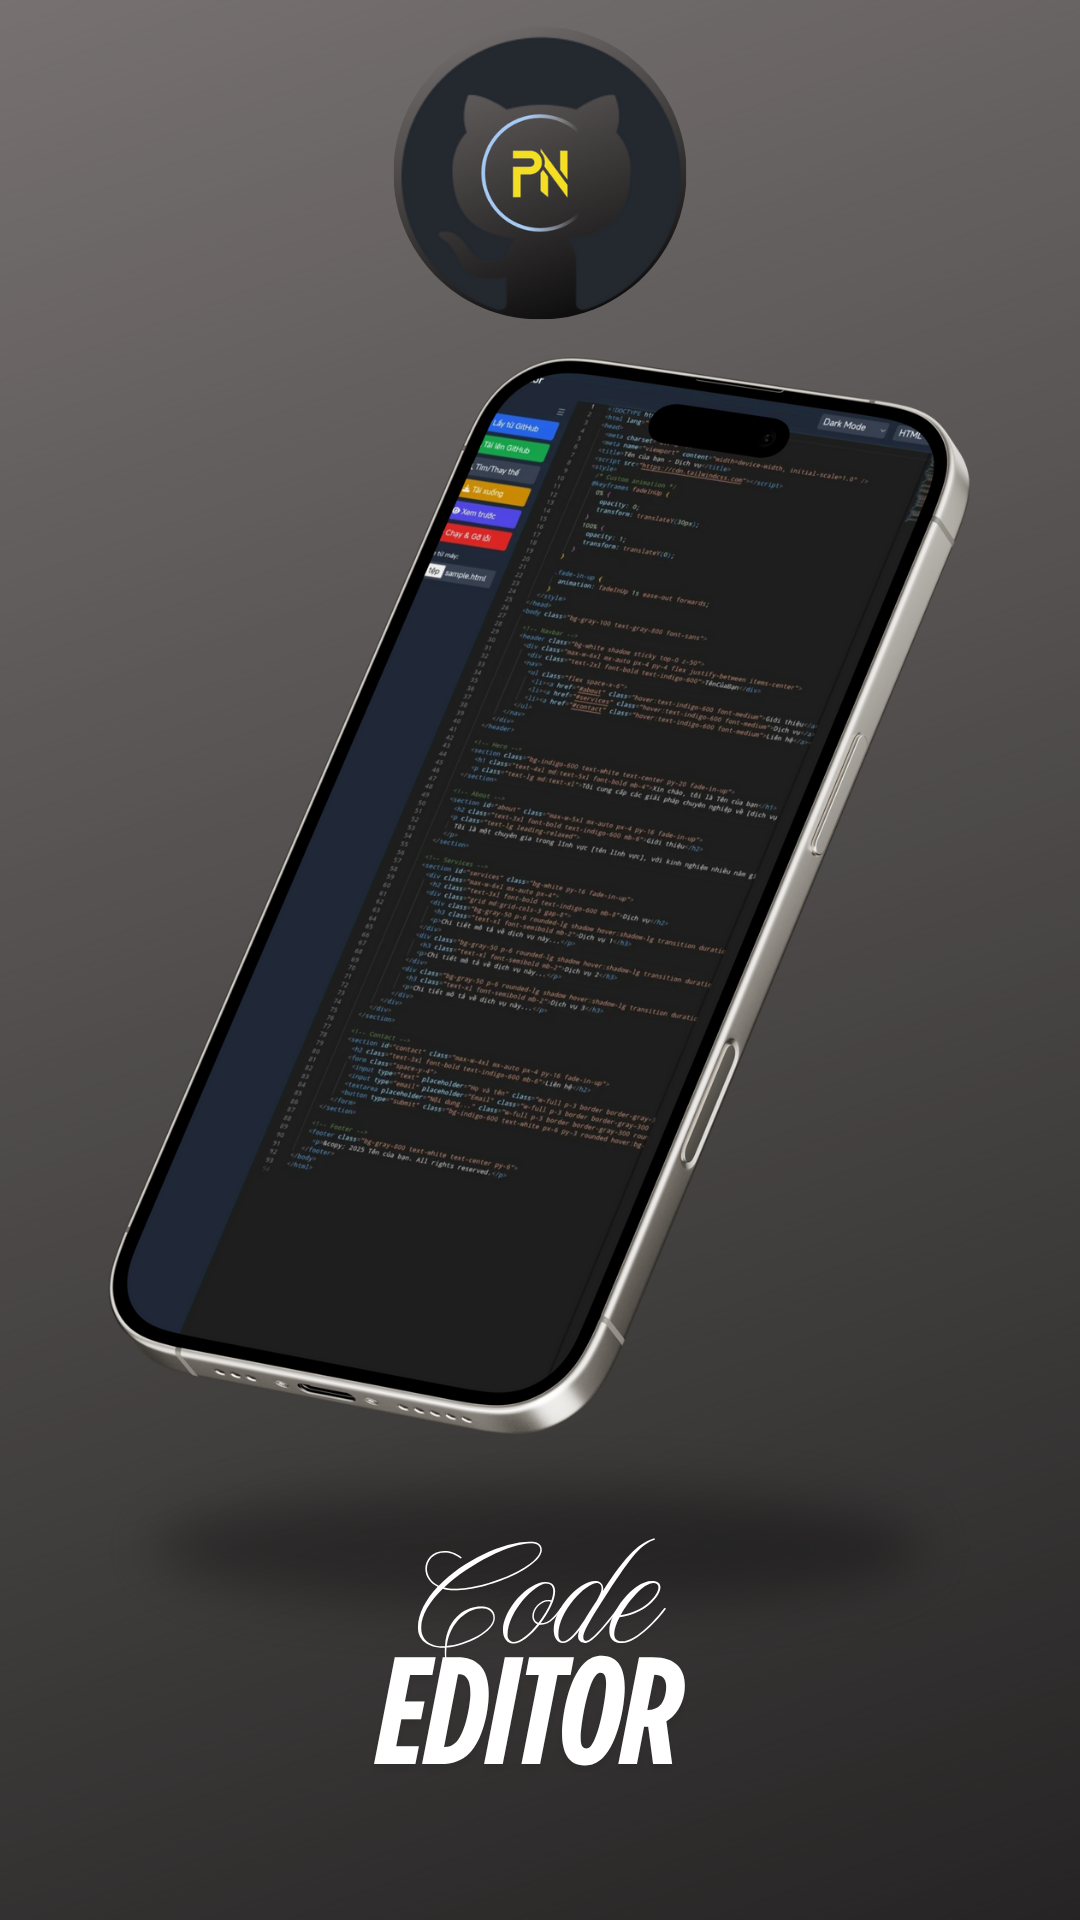 PN
or
Dark Mode
HTML
Lấy từ GitHub
Tải lên GitHub
Tìm/Thay thế
Tải xuống
Xem trước
Chạy & Gỡ lỗi
từ máy:
tệp sample.html
<!DOCTYPE
<html lang=
<head>
<meta charset=
<meta name="viewport" content="width=device-width, initial-scale=1.0" />
<title>Tên của bạn - Dịch vụ</title>
<script src="https://cdn.tailwindcss.com"></script>
<style>
/* Custom animation */
@keyframes fadeInUp {
0% {
opacity: 0;
transform: translateY(30px);
}
100% {
opacity: 1;
transform: translateY(0);
}
}
.fade-in-up {
animation: fadeInUp 1s ease-out forwards;
}
</style>
</head>
<body class="bg-gray-100 text-gray-800 font-sans">
<!-- Navbar -->
<header class="bg-white shadow sticky top-0 z-50">
<div class="max-w-6xl mx-auto px-4 py-4 flex justify-between items-center">
<div class="text-2xl font-bold text-indigo-600">TênCủaBạn</div>
<nav>
<ul class="flex space-x-6">
<li><a href="#about" class="hover:text-indigo-600 font-medium">Giới thiệu</a>
<li><a href="#services" class="hover:text-indigo-600 font-medium">Dịch vụ</a>
<li><a href="#contact" class="hover:text-indigo-600 font-medium">Liên hệ</a>
</ul>
</nav>
</div>
</header>
<!-- Hero -->
<section class="bg-indigo-600 text-white text-center py-20 fade-in-up">
<h1 class="text-4xl md:text-5xl font-bold mb-4">Xin chào, tôi là Tên của bạn</h1>
<p class="text-lg md:text-xl">Tôi cung cấp các giải pháp chuyên nghiệp về [dịch vụ
</section>
<!-- About -->
<section id="about" class="max-w-5xl mx-auto px-4 py-16 fade-in-up">
<h2 class="text-3xl font-bold text-indigo-600 mb-6">Giới thiệu</h2>
<p class="text-lg leading-relaxed">
Tôi là một chuyên gia trong lĩnh vực [tên lĩnh vực], với kinh nghiệm nhiều năm gi
</p>
</section>
<!-- Services -->
<section id="services" class="bg-white py-16 fade-in-up">
<div class="max-w-6xl mx-auto px-4">
<h2 class="text-3xl font-bold text-indigo-600 mb-8">Dịch vụ</h2>
<div class="grid md:grid-cols-3 gap-8">
<div class="bg-gray-50 p-6 rounded-lg shadow hover:shadow-lg transition duratio
<h3 class="text-xl font-semibold mb-2">Dịch vụ 1</h3>
<p>Chi tiết mô tả về dịch vụ này...</p>
</div>
<div class="bg-gray-50 p-6 rounded-lg shadow hover:shadow-lg transition duratio
<h3 class="text-xl font-semibold mb-2">Dịch vụ 2</h3>
<p>Chi tiết mô tả về dịch vụ này...</p>
</div>
<div class="bg-gray-50 p-6 rounded-lg shadow hover:shadow-lg transition duratio
<h3 class="text-xl font-semibold mb-2">Dịch vụ 3</h3>
<p>Chi tiết mô tả về dịch vụ này...</p>
</div>
</div>
</div>
</section>
<!-- Contact -->
<section id="contact" class="max-w-4xl mx-auto px-4 py-16 fade-in-up">
<h2 class="text-3xl font-bold text-indigo-600 mb-6">Liên hệ</h2>
<form class="space-y-4">
<input type="text" placeholder="Họ và tên" class="w-full p-3 border border-gray-3
<input type="email" placeholder="Email" class="w-full p-3 border border-gray-300
<textarea placeholder="Nội dung..." class="w-full p-3 border border-gray-300 roun
<button type="submit" class="bg-indigo-600 text-white px-6 py-3 rounded hover:bg
</form>
</section>
<!-- Footer -->
<footer class="bg-gray-800 text-white text-center py-6">
<p>&copy; 2025 Tên của bạn. All rights reserved.</p>
</footer>
</body>
</html>
Code
EDITOR